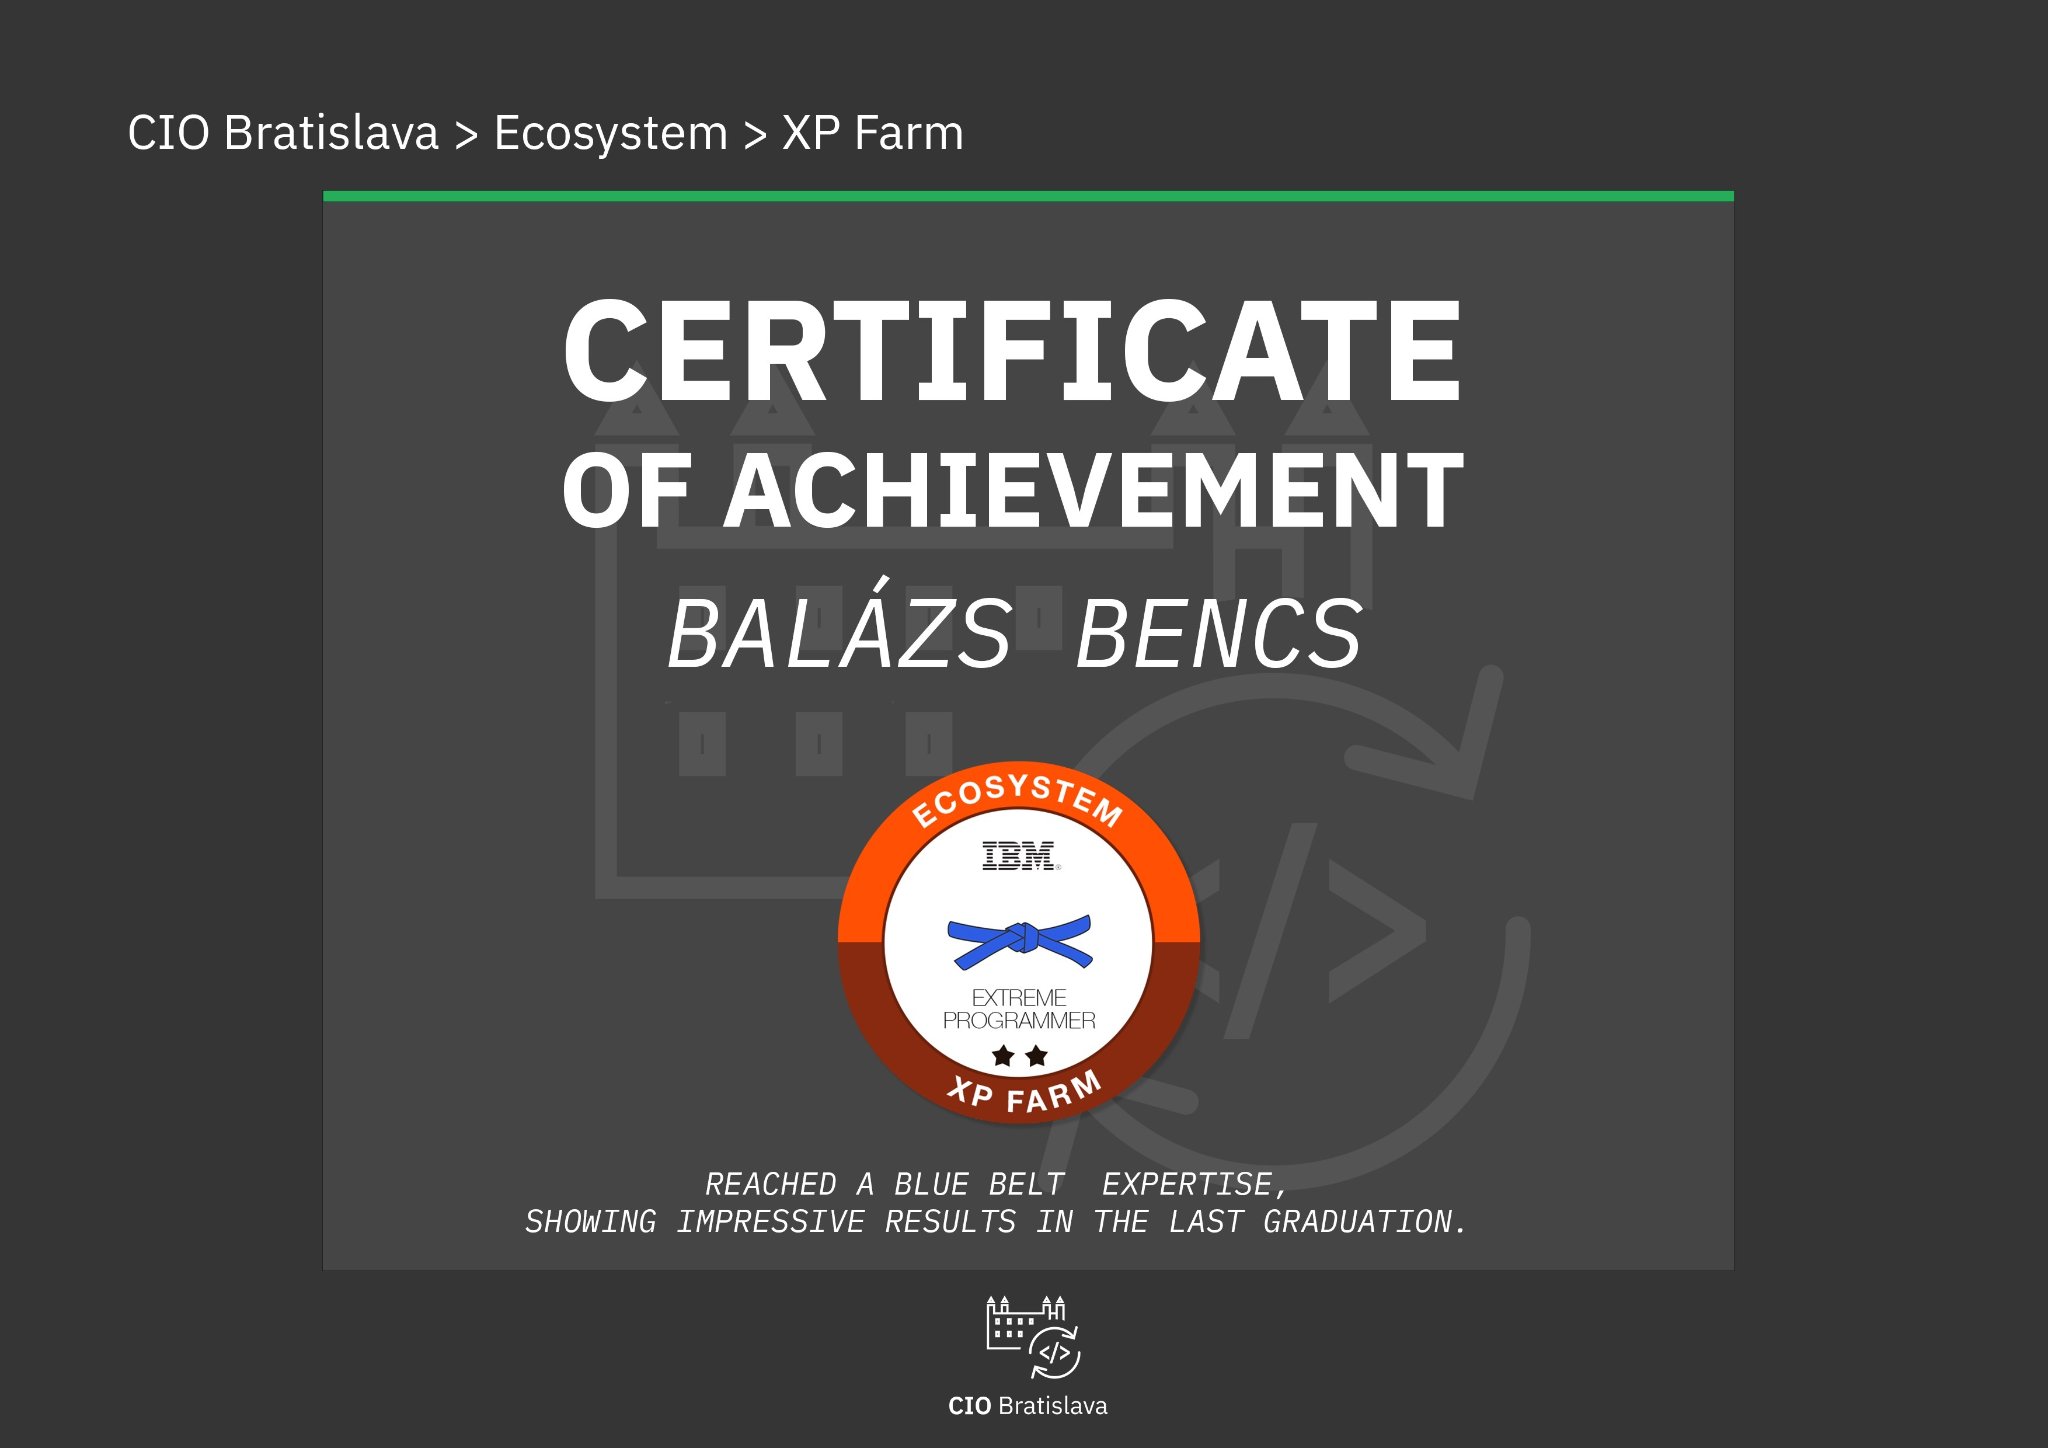 CIO Bratislava > Ecosystem > XP Farm
CERTIFICATE
OF ACHIEVEMENT
BALÁZS BENCS
ECOSYSTEM
IBM®
EXTREME
PROGRAMMER
XP FARM
REACHED A BLUE BELT  EXPERTISE,
SHOWING IMPRESSIVE RESULTS IN THE LAST GRADUATION.
</>
CIO Bratislava